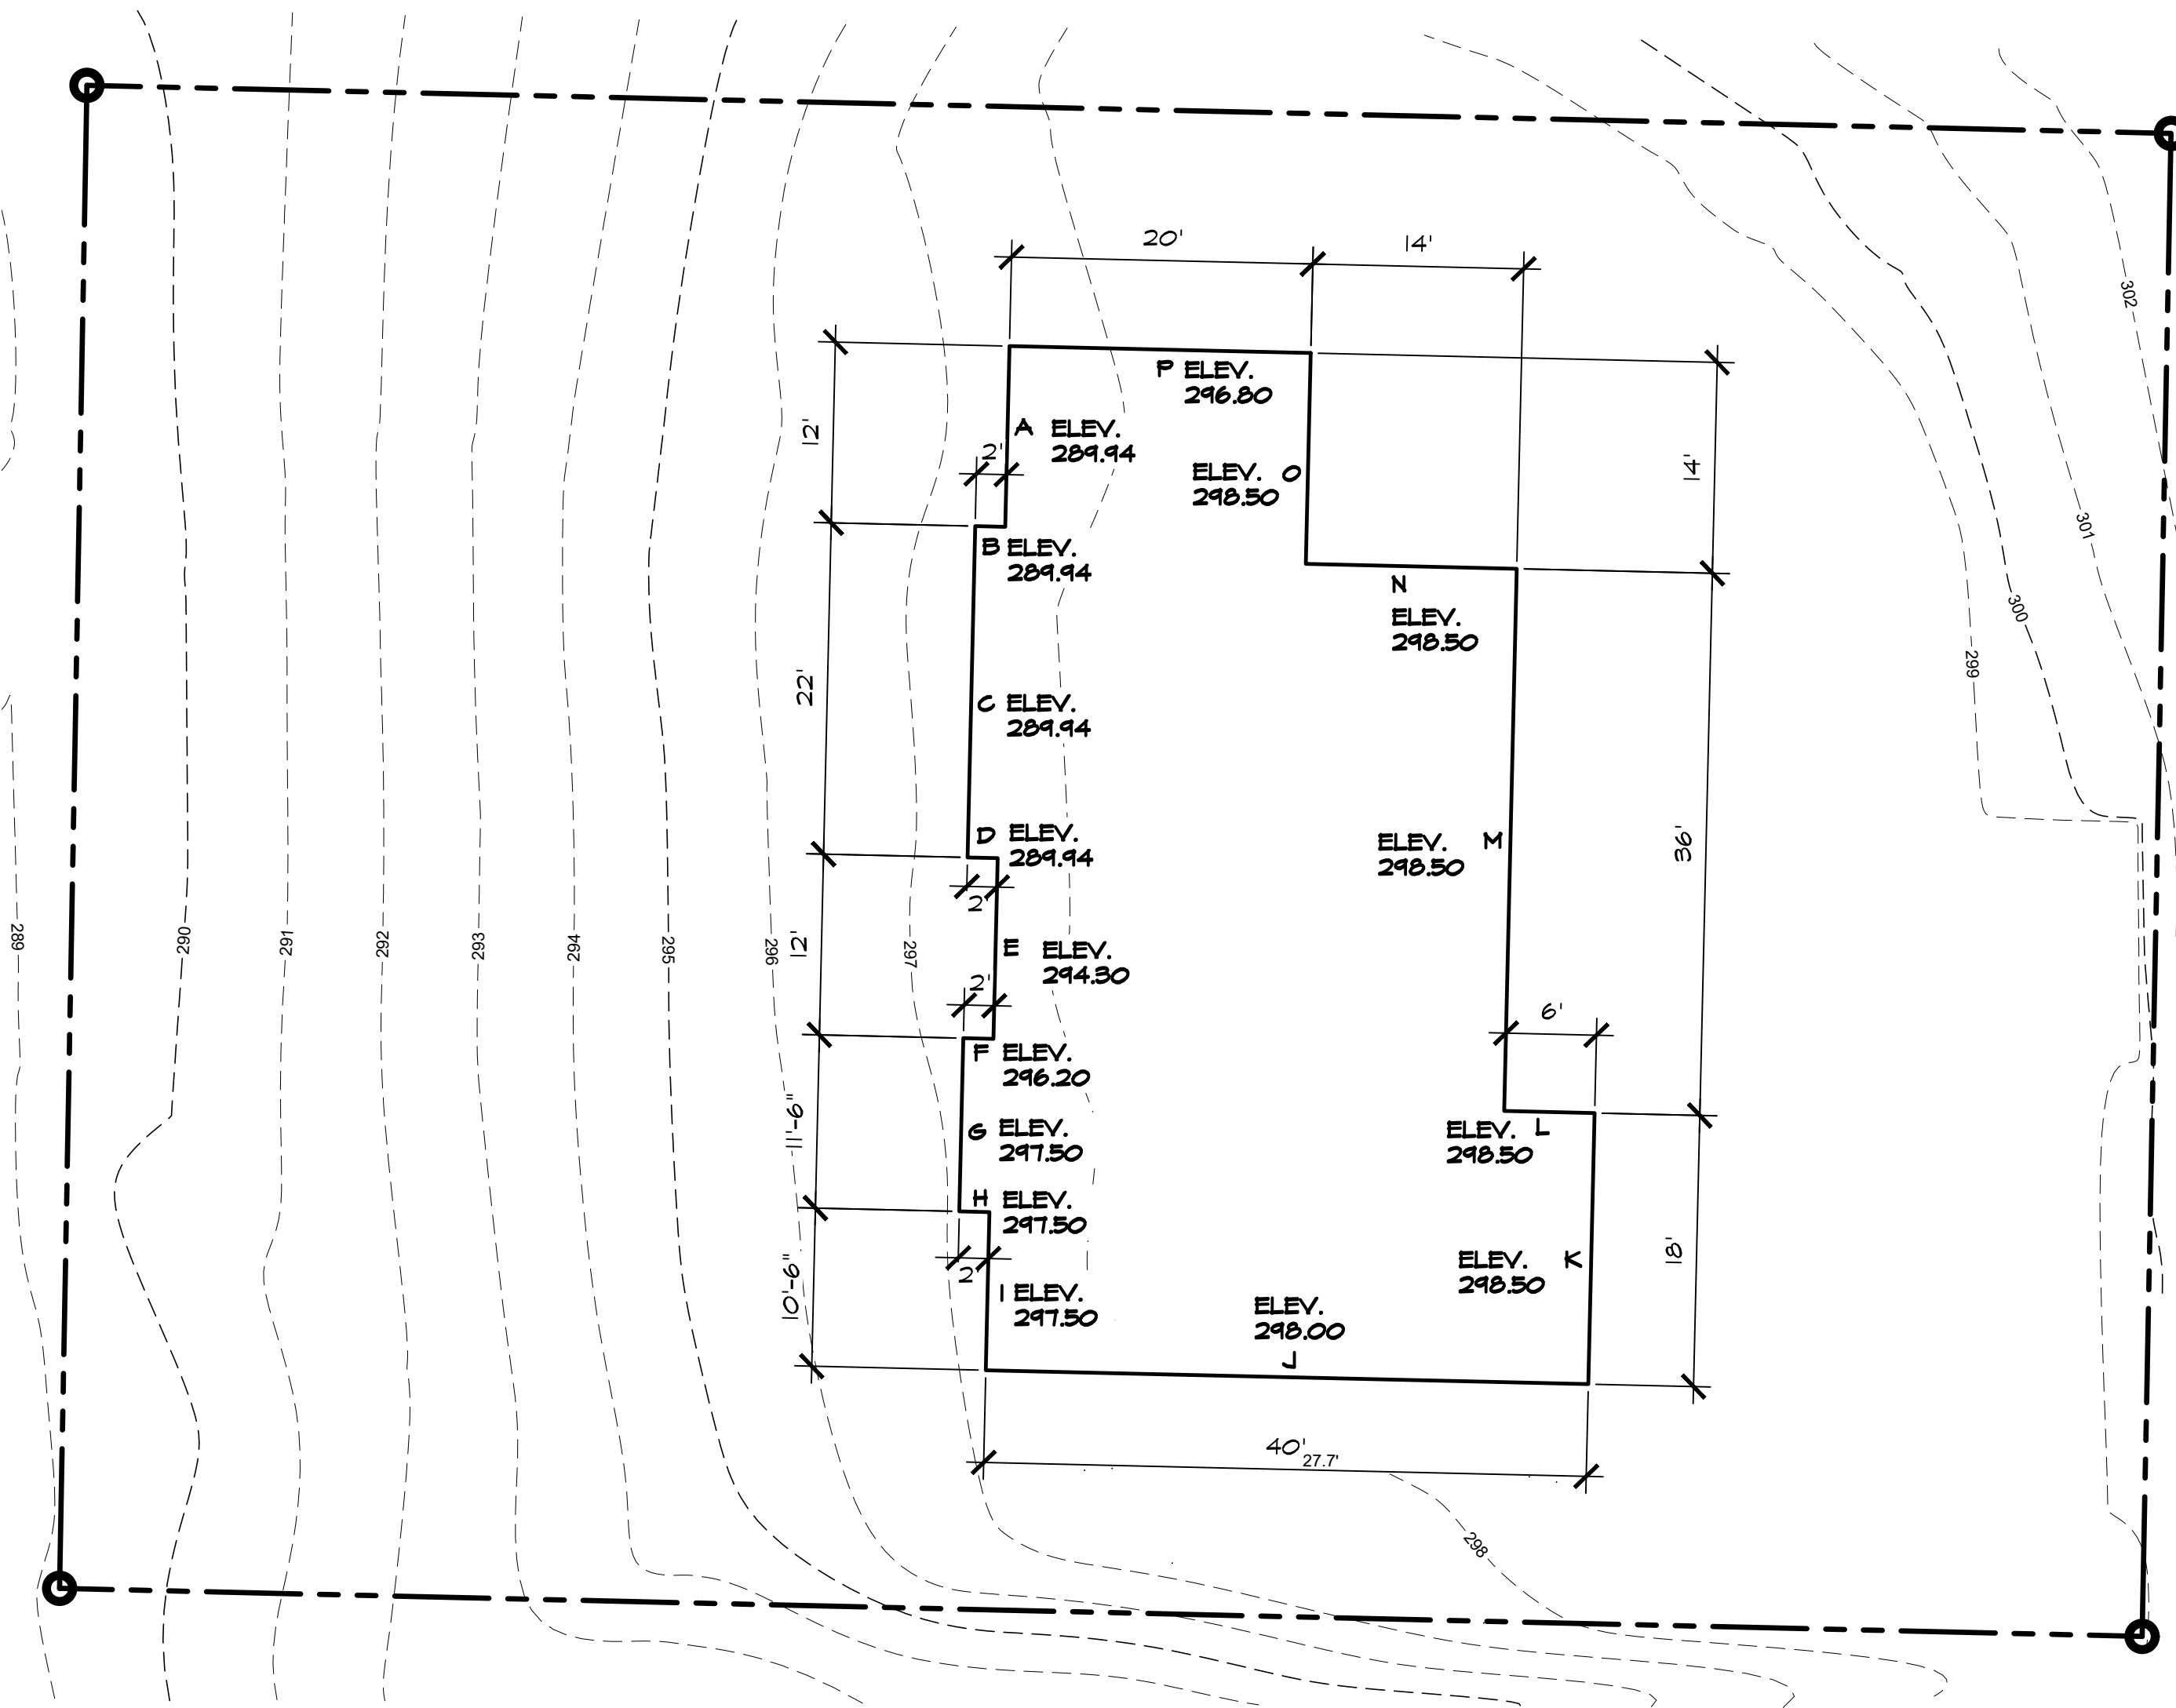 20'
14'
302
P ELEV.
296.80
12'
A ELEV.
289.94
2'
ELEV. O
298.50
14'
301
B ELEV.
289.94
N
ELEV.
298.50
300
299
22'
C ELEV.
289.94
D ELEV.
289.94
ELEV. M
298.50
36'
2'
289
290
291
292
293
294
295
296
12'
297
E ELEV.
294.30
2'
6'
F ELEV.
296.20
11'-6"
G ELEV.
297.50
ELEV. L
298.50
H ELEV.
297.50
2'
ELEV. K
298.50
18'
10'-6"
I ELEV.
297.50
ELEV.
298.00
J
40'
27.7'
298